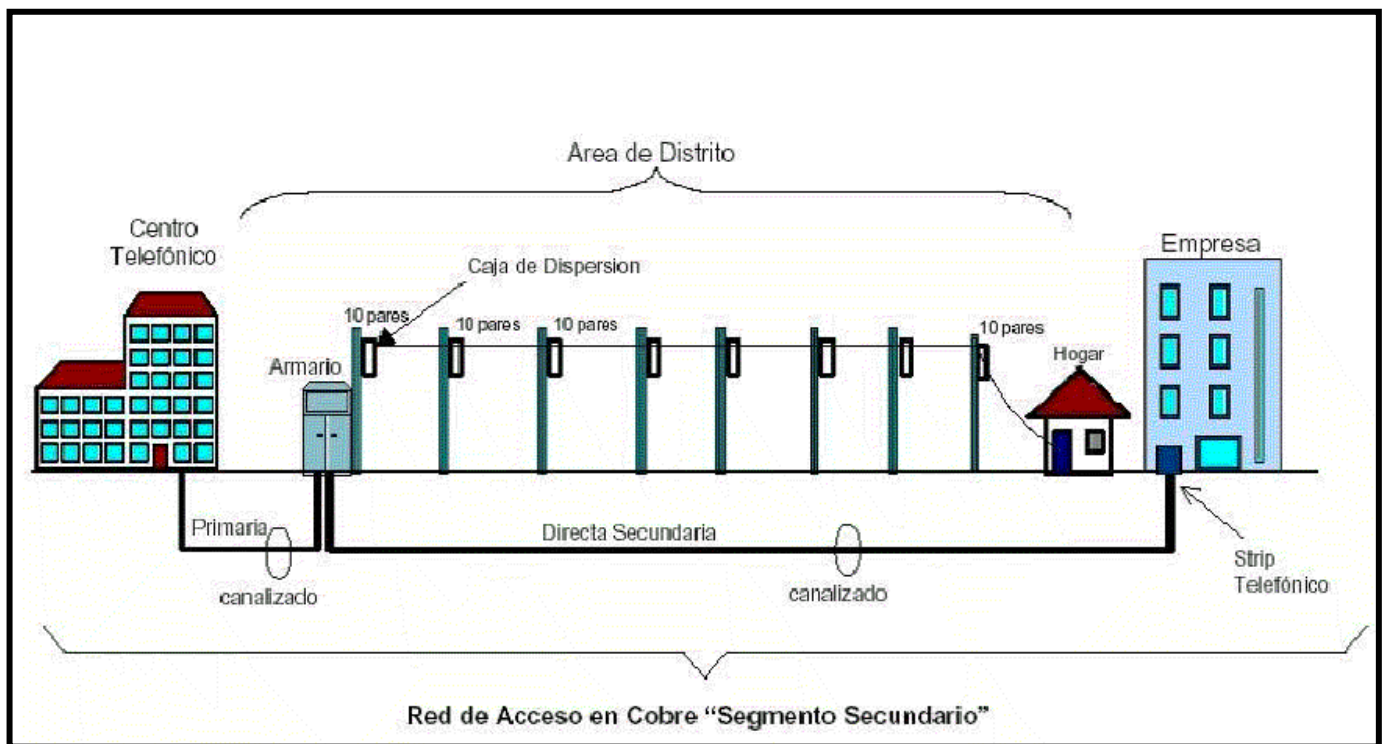 Area de Distrito
Centro
Telefónico
Empresa
Caja de Dispersion
10 pares
10 pares
10 pares
10 pares
Hogar
Armario
Primaria
Directa Secundaria
canalizado
canalizado
Strip
Telefónico
Red de Acceso en Cobre “Segmento Secundario”